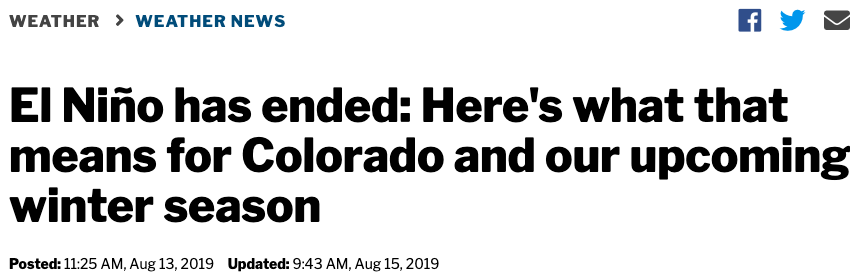 WEATHER > WEATHER NEWS
El Niño has ended: Here's what that
means for Colorado and our upcoming
winter season
Posted: 11:25 AM, Aug 13, 2019 Updated: 9:43 AM, Aug 15, 2019